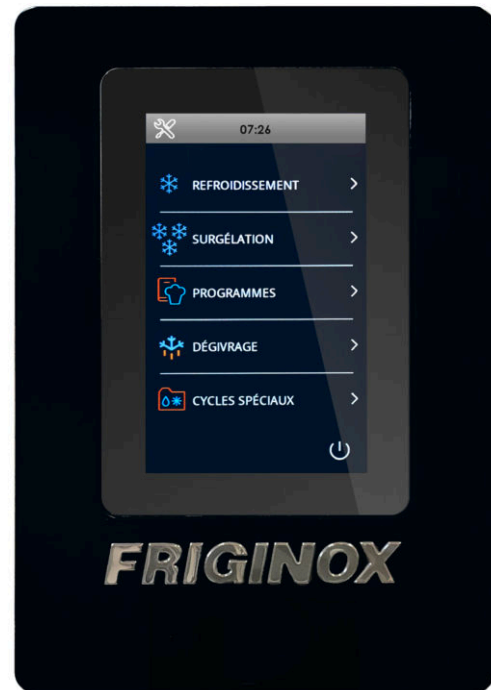 07:26
REFROIDISSEMENT
SURGÉLATION
PROGRAMMES
DÉGIVRAGE
CYCLES SPÉCIAUX
FRIGINOX